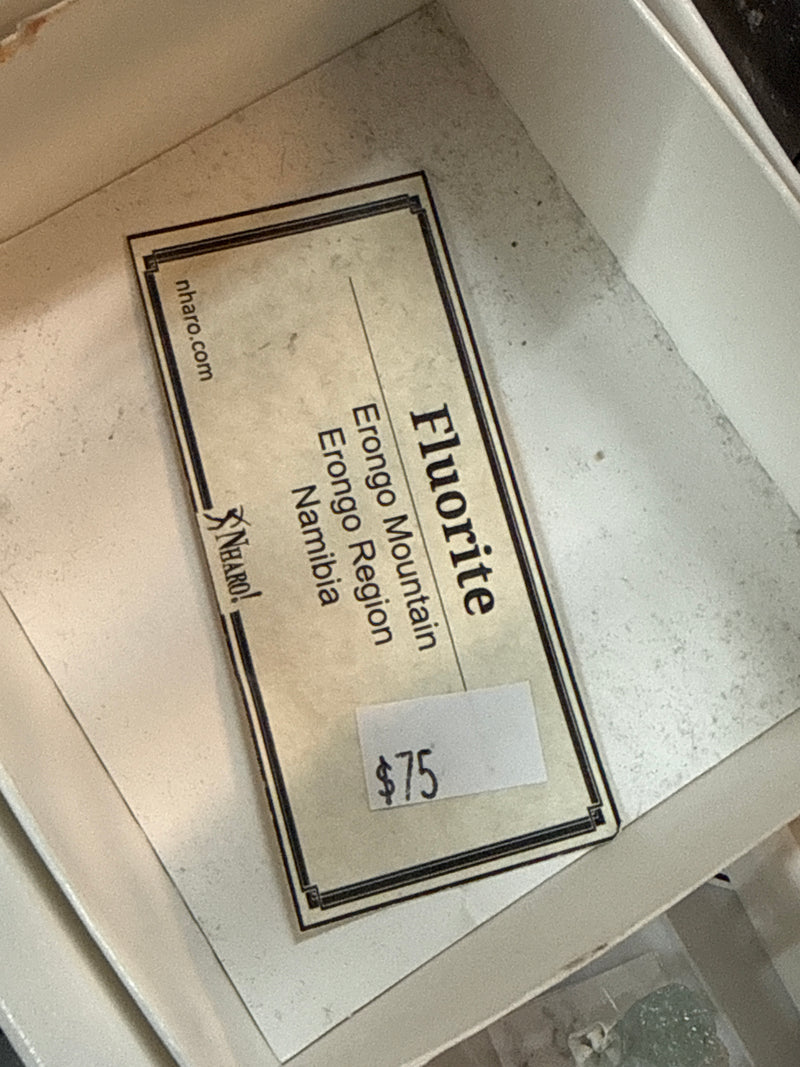 Fluorite
Erongo Mountain
Erongo Region
Namibia
$75
nharo.com
NHARO!